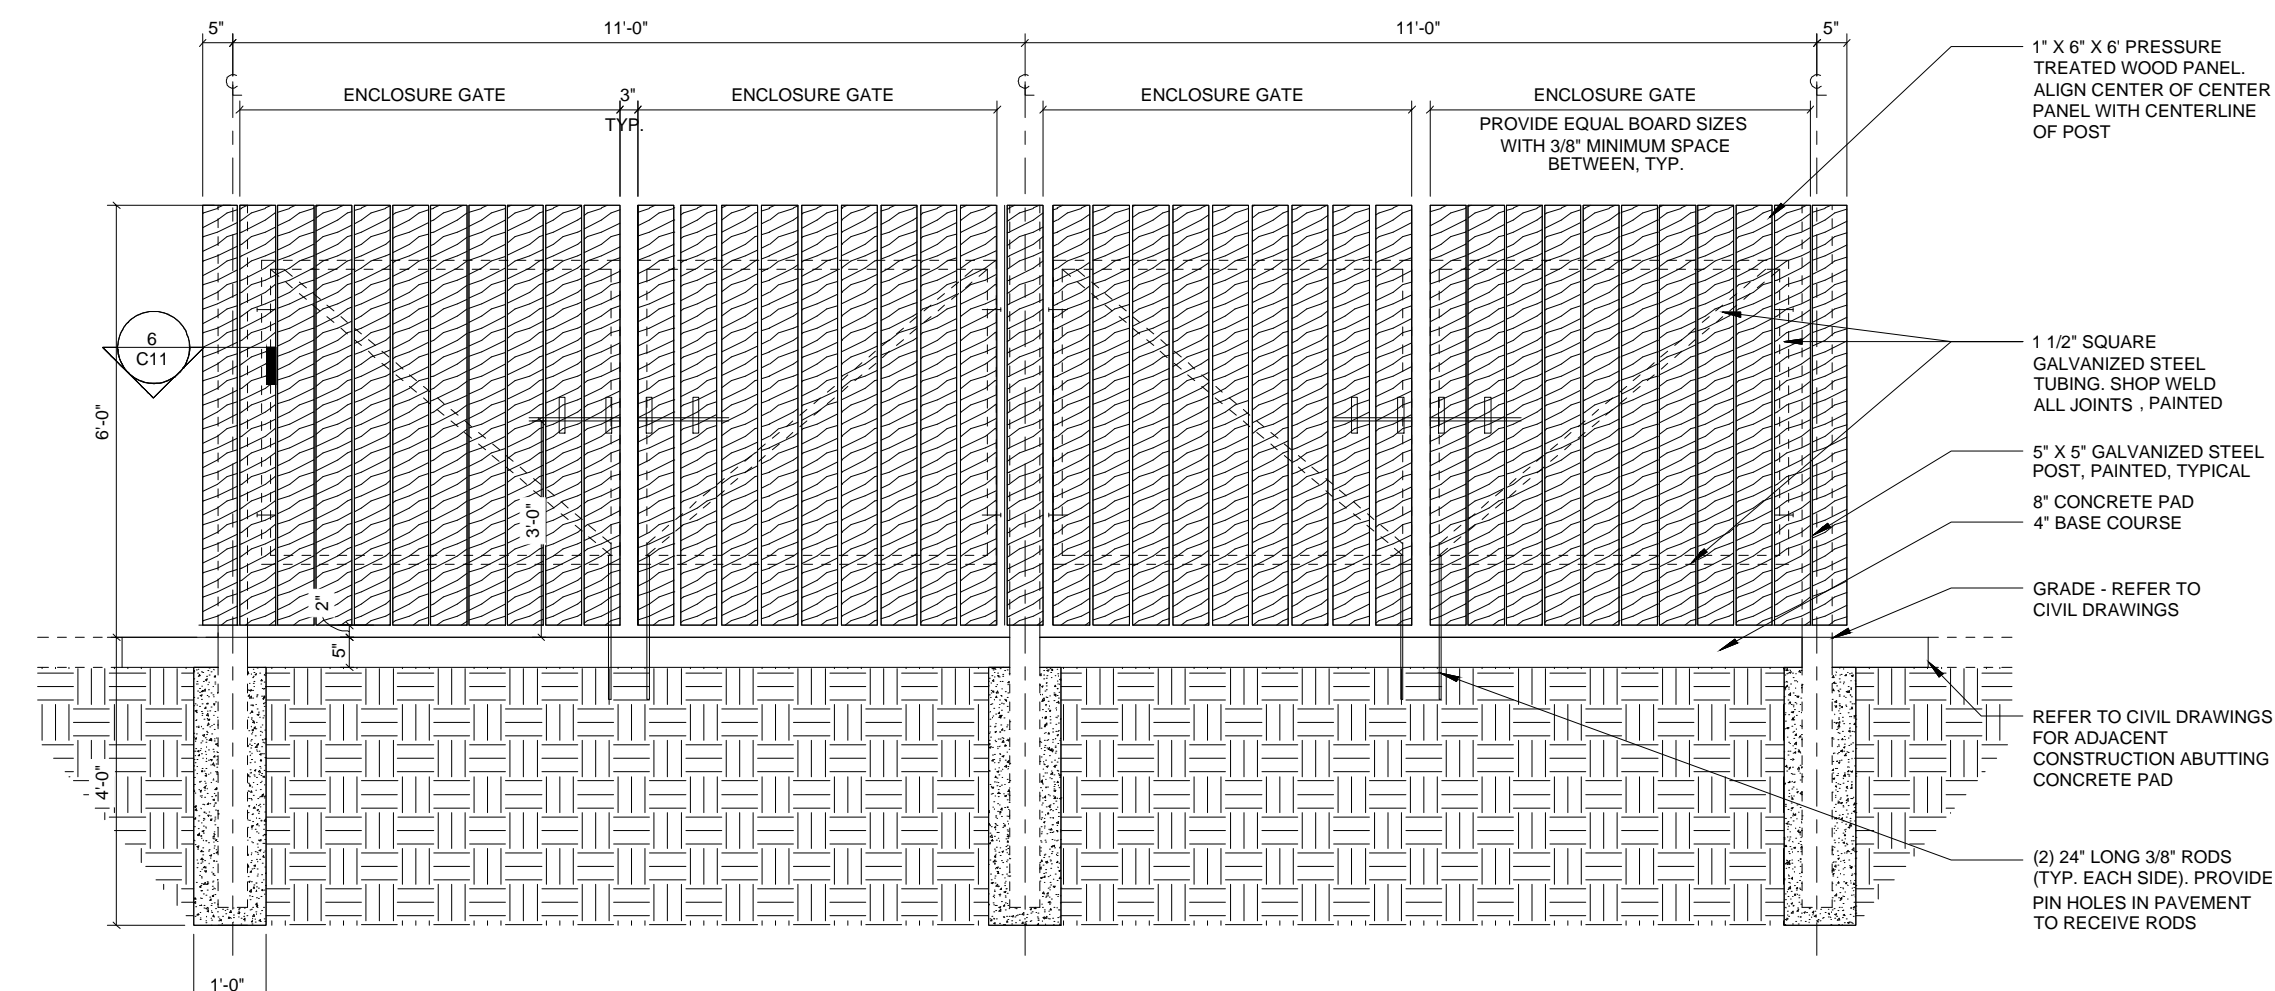 5"
11'-0"
11'-0"
5"
ENCLOSURE GATE
3"
TYP.
ENCLOSURE GATE
ENCLOSURE GATE
ENCLOSURE GATE
PROVIDE EQUAL BOARD SIZES
WITH 3/8" MINIMUM SPACE
BETWEEN, TYP.
1" X 6" X 6' PRESSURE
TREATED WOOD PANEL.
ALIGN CENTER OF CENTER
PANEL WITH CENTERLINE
OF POST
6
C11
6'-0"
3'-0"
2"
5"
4'-0"
1'-0"
1 1/2" SQUARE
GALVANIZED STEEL
TUBING. SHOP WELD
ALL JOINTS , PAINTED
5" X 5" GALVANIZED STEEL
POST, PAINTED, TYPICAL
8" CONCRETE PAD
4" BASE COURSE
GRADE - REFER TO
CIVIL DRAWINGS
REFER TO CIVIL DRAWINGS
FOR ADJACENT
CONSTRUCTION ABUTTING
CONCRETE PAD
(2) 24" LONG 3/8" RODS
(TYP. EACH SIDE). PROVIDE
PIN HOLES IN PAVEMENT
TO RECEIVE RODS